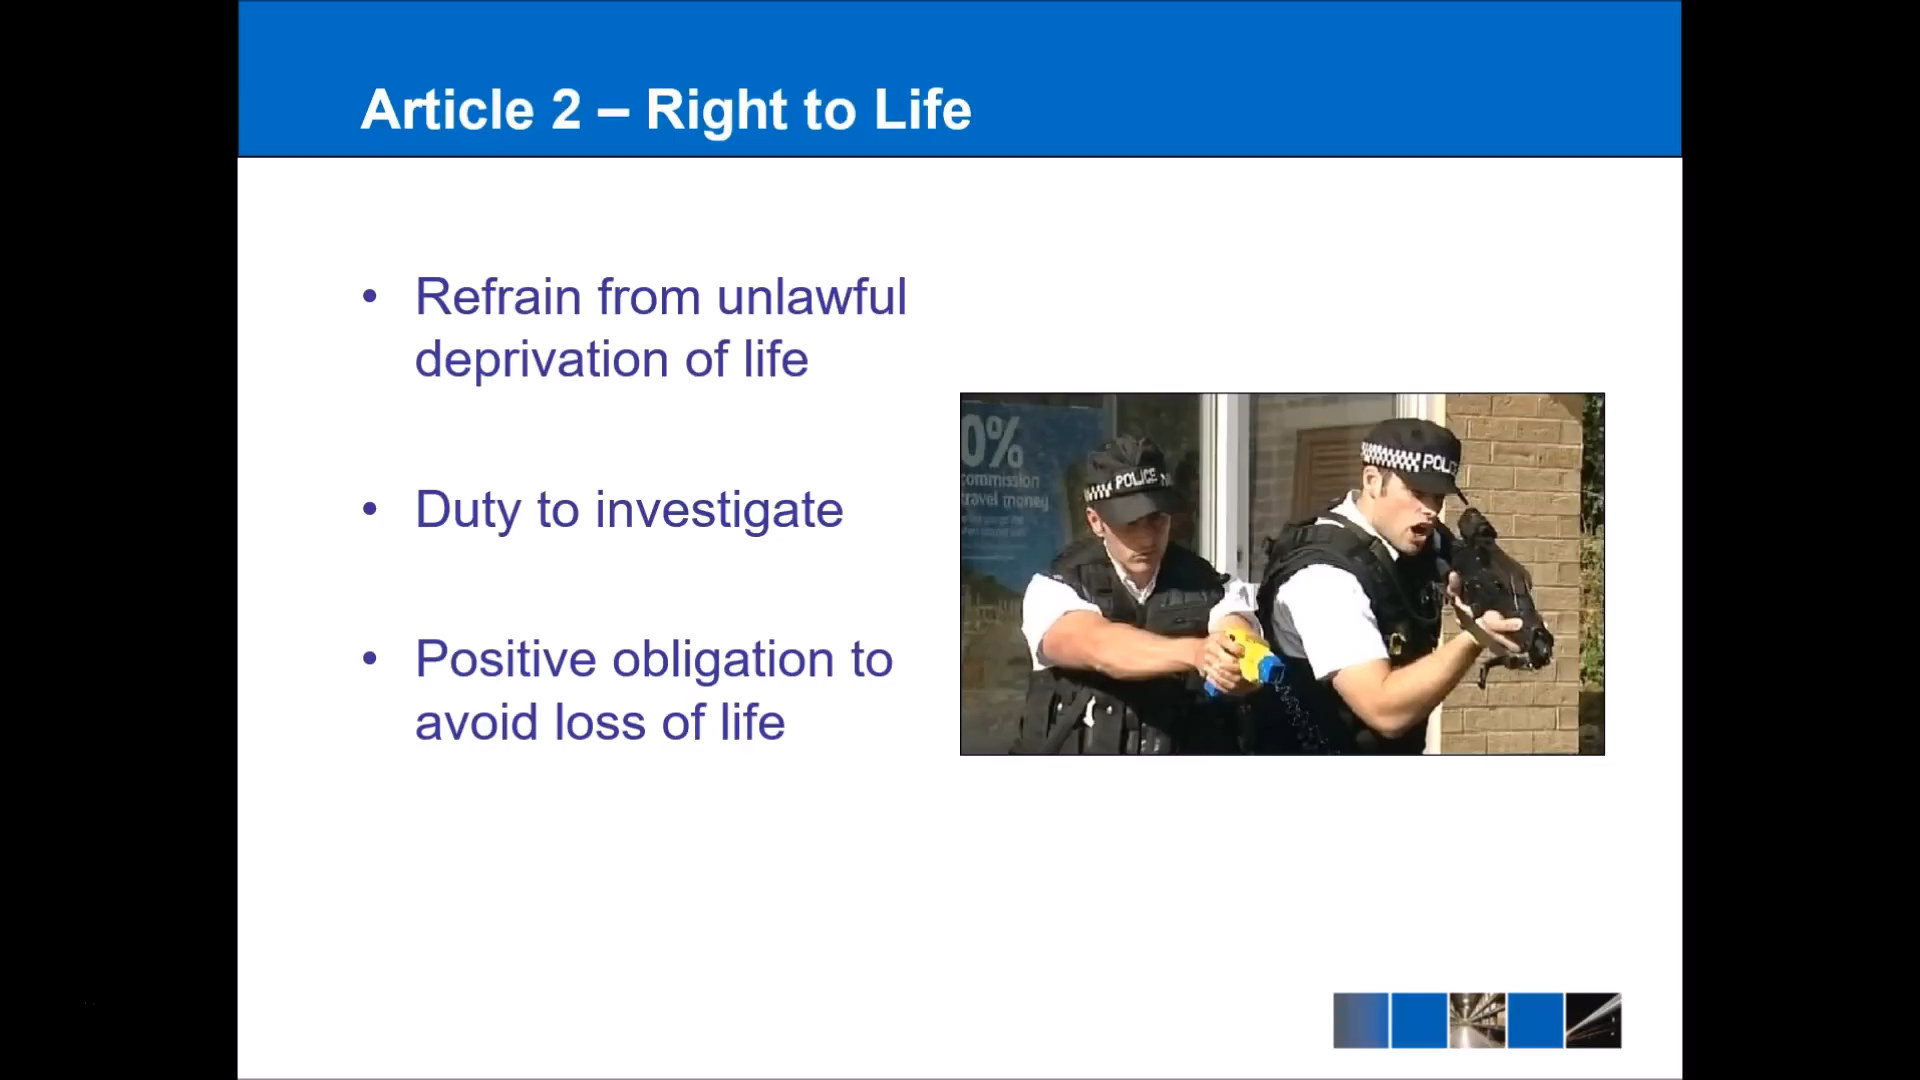 Article 2 – Right to Life
• Refrain from unlawful
deprivation of life
• Duty to investigate
• Positive obligation to
avoid loss of life
0%
commission
travel money
POLICE
POLICE